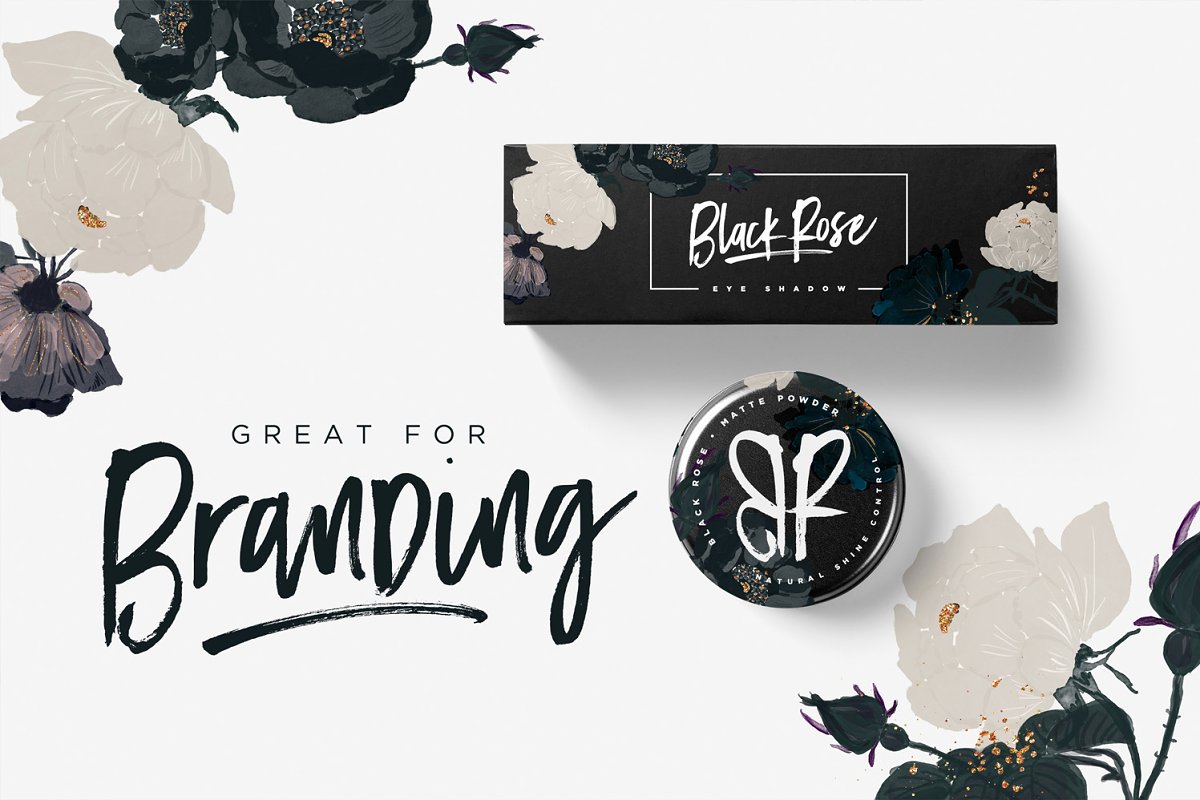 GREAT FOR
Branding
Black Rose
EYE SHADOW
BLACK ROSE • MATTE POWDER
BR
NATURAL SHINE CONTROL